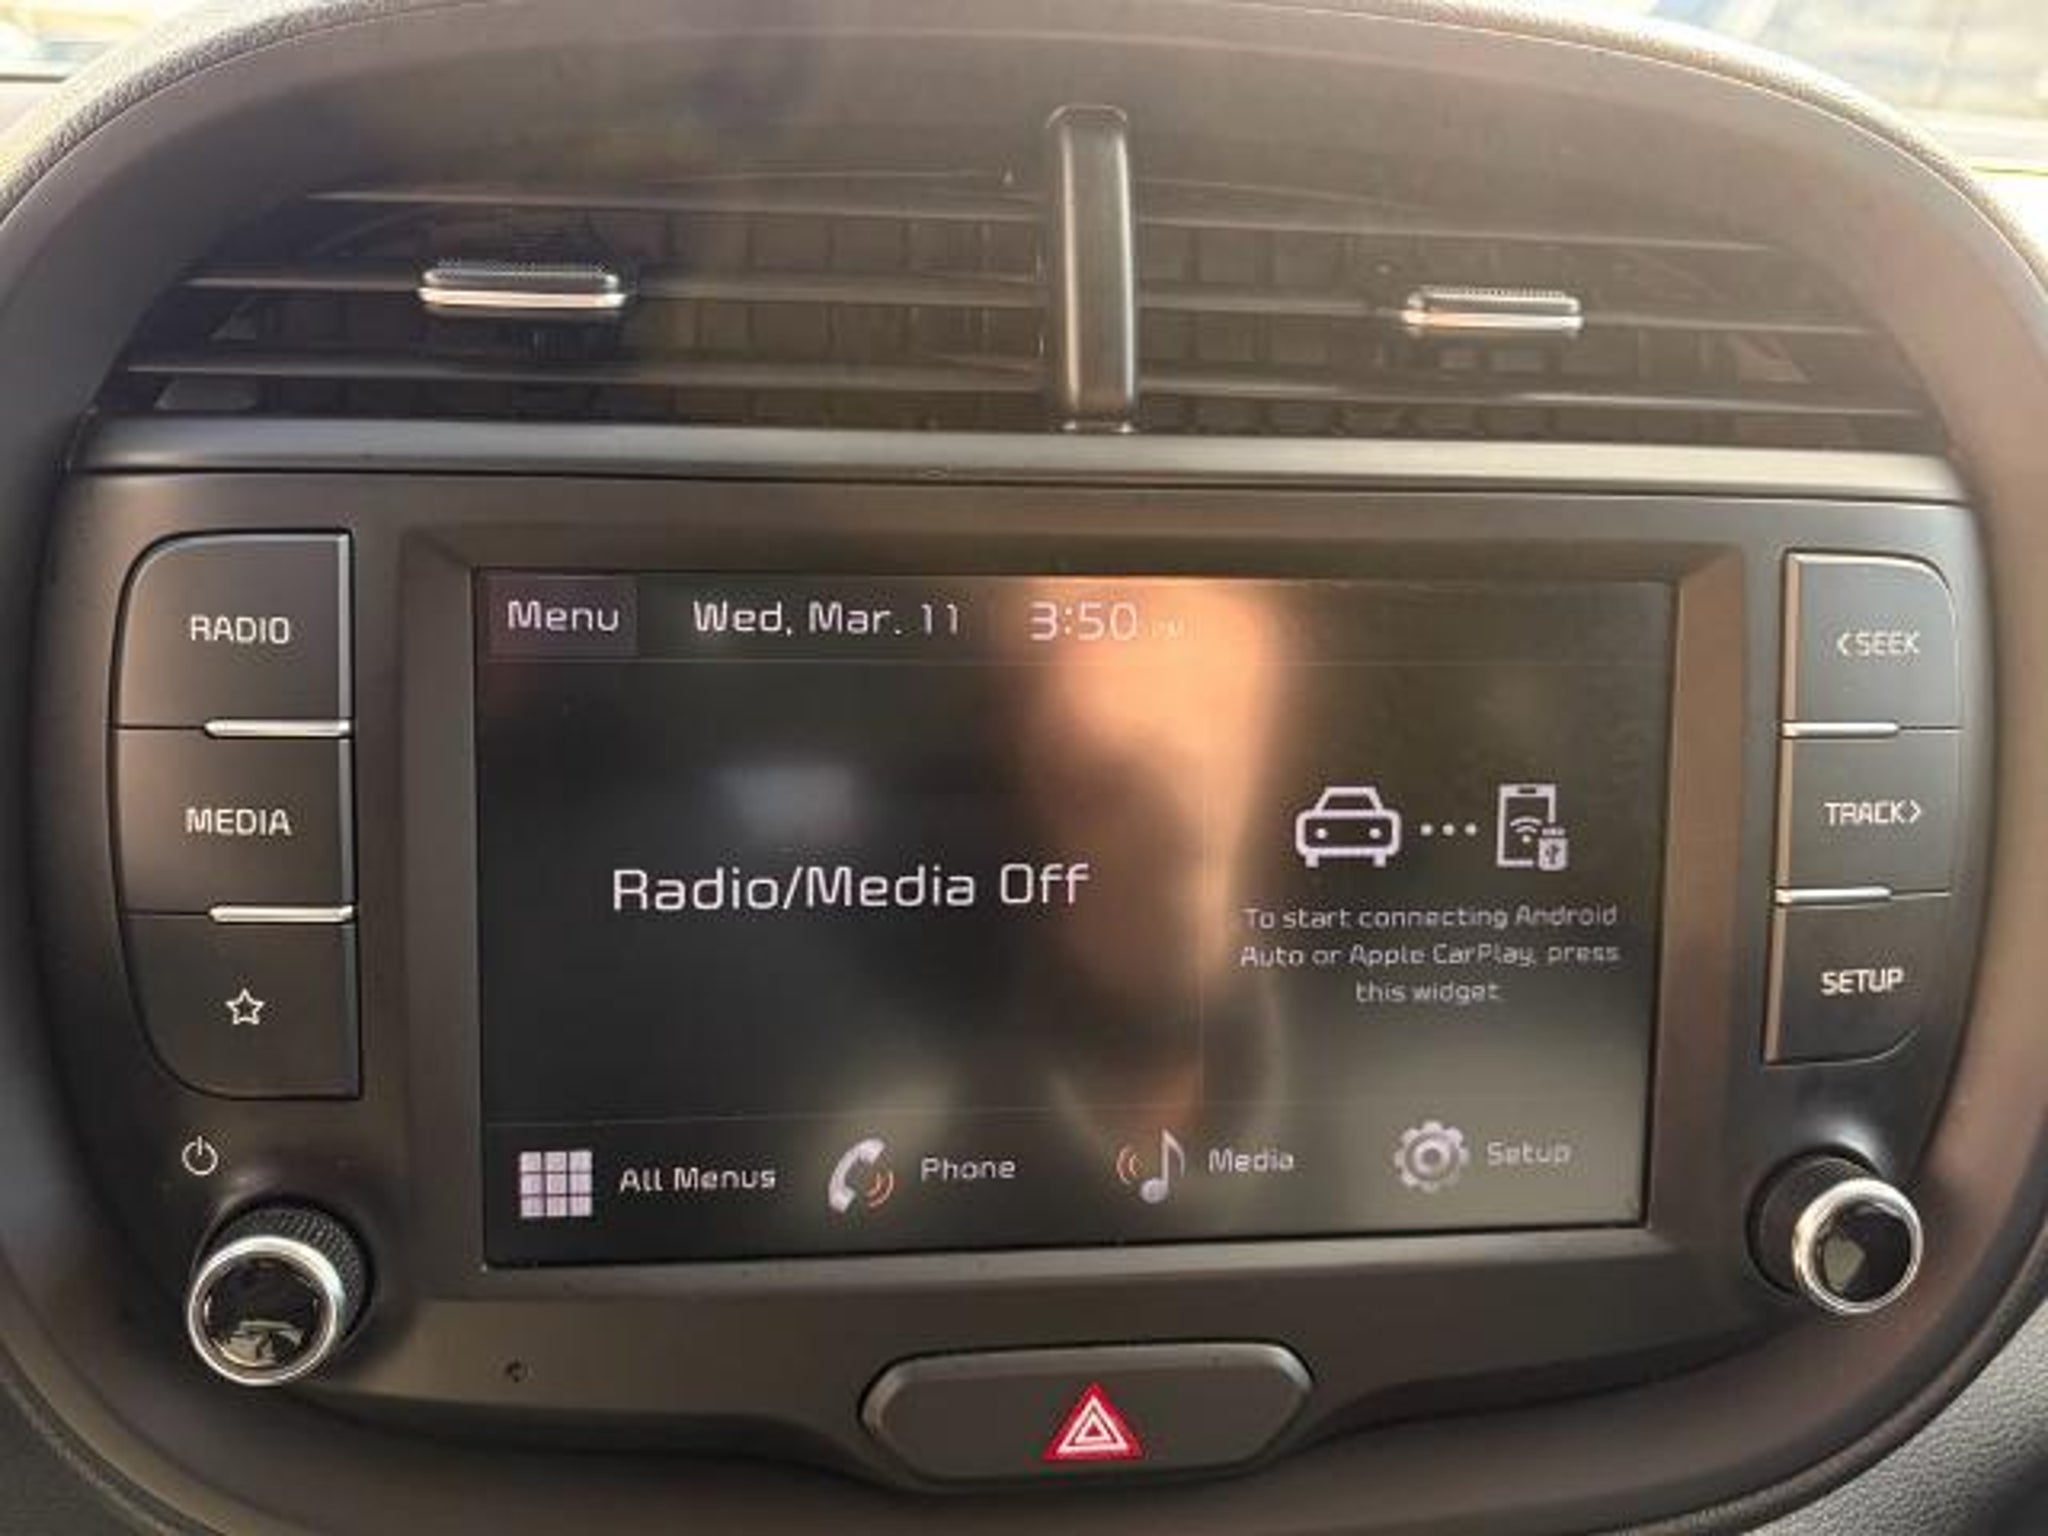 Menu Wed, Mar. 11 3:50 PM
RADIO
<SEEK
MEDIA
TRACK>
Radio/Media Off
To start connecting Android
Auto or Apple CarPlay, press
this widget.
SETUP
All Menus Phone Media Setup